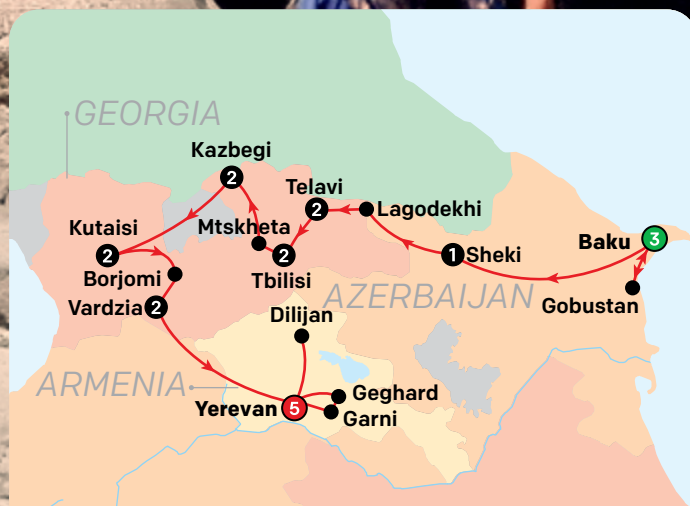 GEORGIA
Kazbegi
2
Telavi
2
Lagodekhi
Kutaisi
2
Mtskheta
Baku 3
1 Sheki
2
Tbilisi
Borjomi
Vardzia 2
AZERBAIJAN
Gobustan
Dilijan
ARMENIA
Geghard
Yerevan 5
Garni